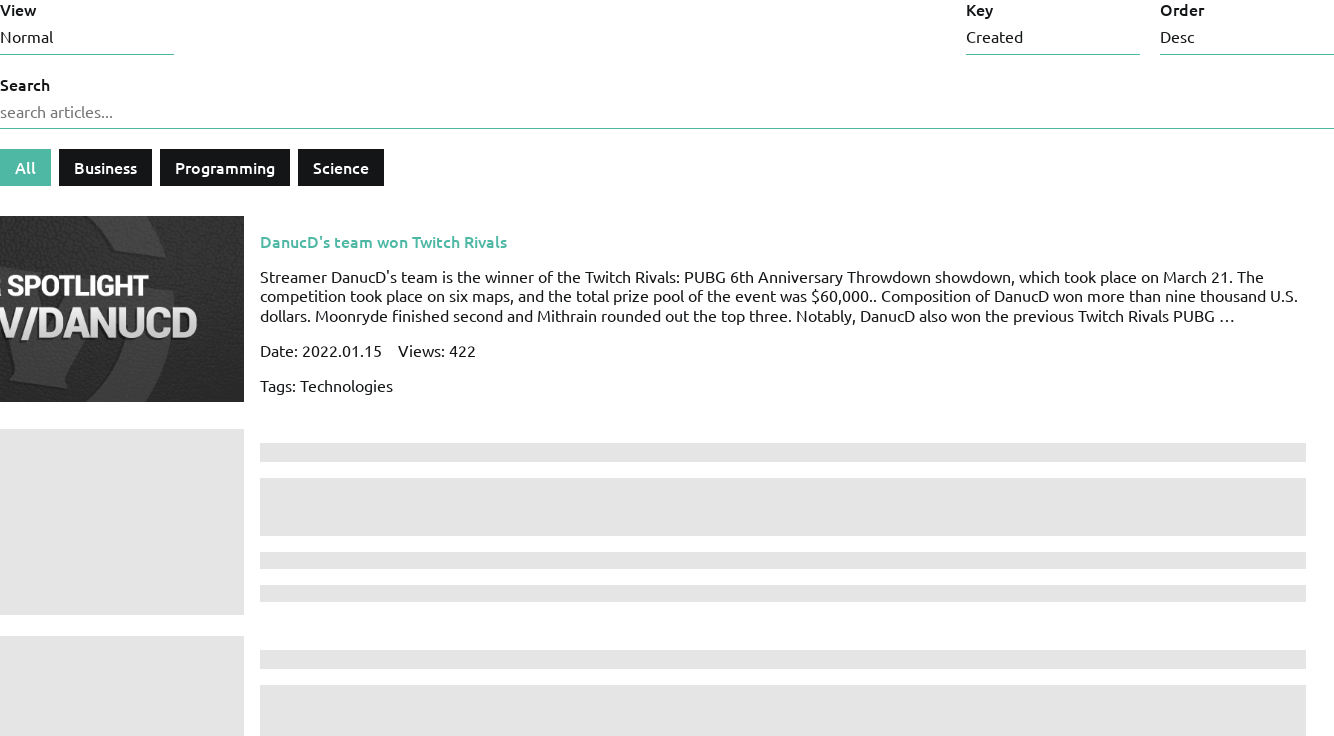 View
Normal
Key
Created
Order
Desc
Search
search articles...
All
Business
Programming
Science
SPOTLIGHT
V/DANUCD
DanucD's team won Twitch Rivals
Streamer DanucD's team is the winner of the Twitch Rivals: PUBG 6th Anniversary Throwdown showdown, which took place on March 21. The
competition took place on six maps, and the total prize pool of the event was $60,000.. Composition of DanucD won more than nine thousand U.S.
dollars. Moonryde finished second and Mithrain rounded out the top three. Notably, DanucD also won the previous Twitch Rivals PUBG …
Date: 2022.01.15 Views: 422
Tags: Technologies